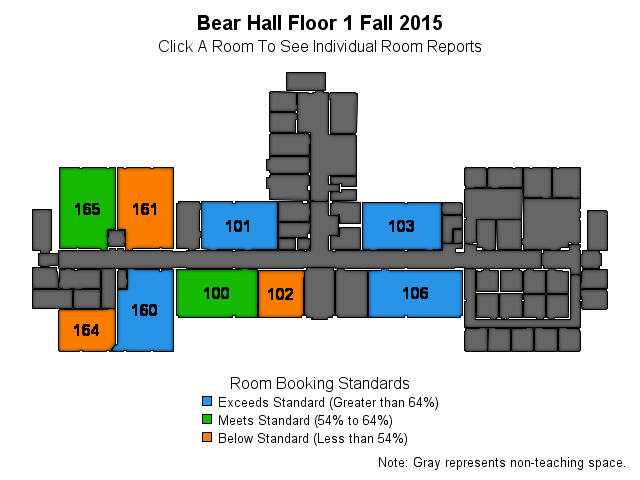 Bear Hall Floor 1 Fall 2015
Click A Room To See Individual Room Reports
165
161
101
103
160
100
102
106
164
Room Booking Standards
Exceeds Standard (Greater than 64%)
Meets Standard (54% to 64%)
Below Standard (Less than 54%)
Note: Gray represents non-teaching space.